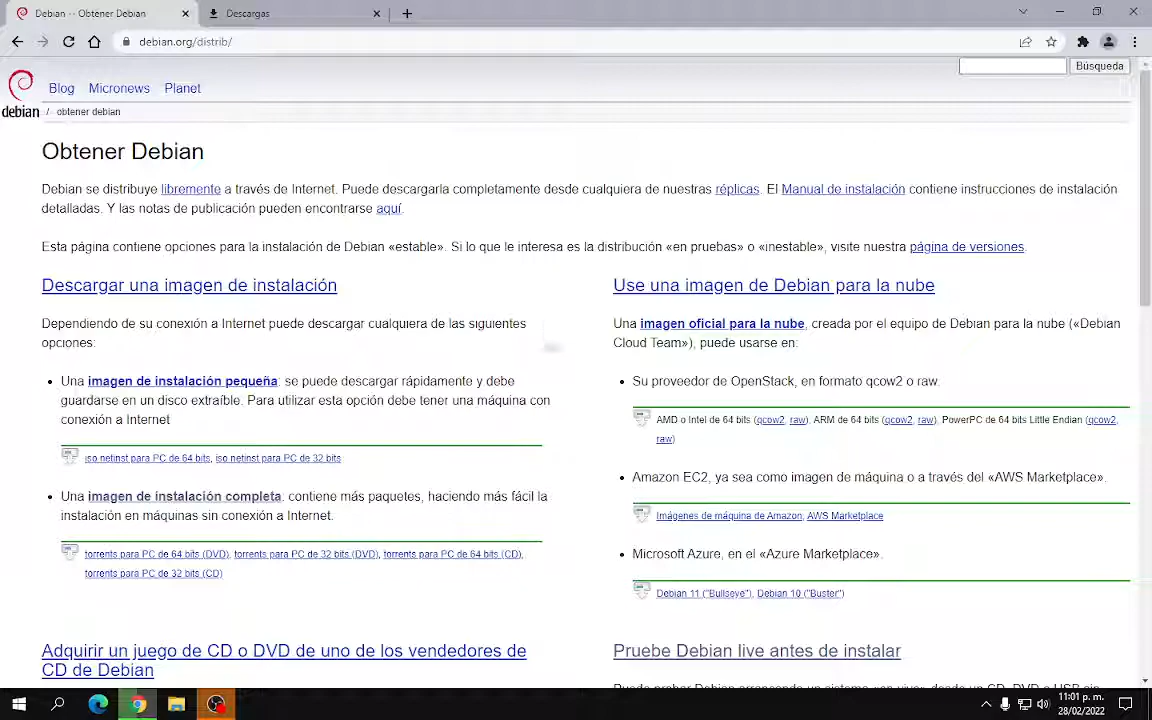 Debian -- Obtener Debian
Descargas
debian.org/distrib/
Búsqueda
Blog Micronews Planet
debian / obtener debian
Obtener Debian
Debian se distribuye libremente a través de Internet. Puede descargarla completamente desde cualquiera de nuestras réplicas. El Manual de instalación contiene instrucciones de instalación
detalladas. Y las notas de publicación pueden encontrarse aquí.
Esta página contiene opciones para la instalación de Debian «estable». Si lo que le interesa es la distribución «en pruebas» o «inestable», visite nuestra página de versiones.
Descargar una imagen de instalación
Dependiendo de su conexión a Internet puede descargar cualquiera de las siguientes
opciones:
Una imagen de instalación pequeña: se puede descargar rápidamente y debe
guardarse en un disco extraíble. Para utilizar esta opción debe tener una máquina con
conexión a Internet
iso netinst para PC de 64 bits, iso netinst para PC de 32 bits
Una imagen de instalación completa: contiene más paquetes, haciendo más fácil la
instalación en máquinas sin conexión a Internet.
torrents para PC de 64 bits (DVD), torrents para PC de 32 bits (DVD), torrents para PC de 64 bits (CD),
torrents para PC de 32 bits (CD)
Adquirir un juego de CD o DVD de uno de los vendedores de
CD de Debian
Use una imagen de Debian para la nube
Una imagen oficial para la nube, creada por el equipo de Debian para la nube («Debian
Cloud Team»), puede usarse en:
Su proveedor de OpenStack, en formato qcow2 o raw.
AMD o Intel de 64 bits (qcow2, raw), ARM de 64 bits (qcow2, raw), PowerPC de 64 bits Little Endian (qcow2,
raw)
Amazon EC2, ya sea como imagen de máquina o a través del «AWS Marketplace».
Imágenes de máquina de Amazon, AWS Marketplace
Microsoft Azure, en el «Azure Marketplace».
Debian 11 ("Bullseye"), Debian 10 ("Buster")
Pruebe Debian live antes de instalar
Puede probar Debian arrancando un sistema «en vivo» desde un CD, DVD o USB sin
11:01 p. m.
28/02/2022